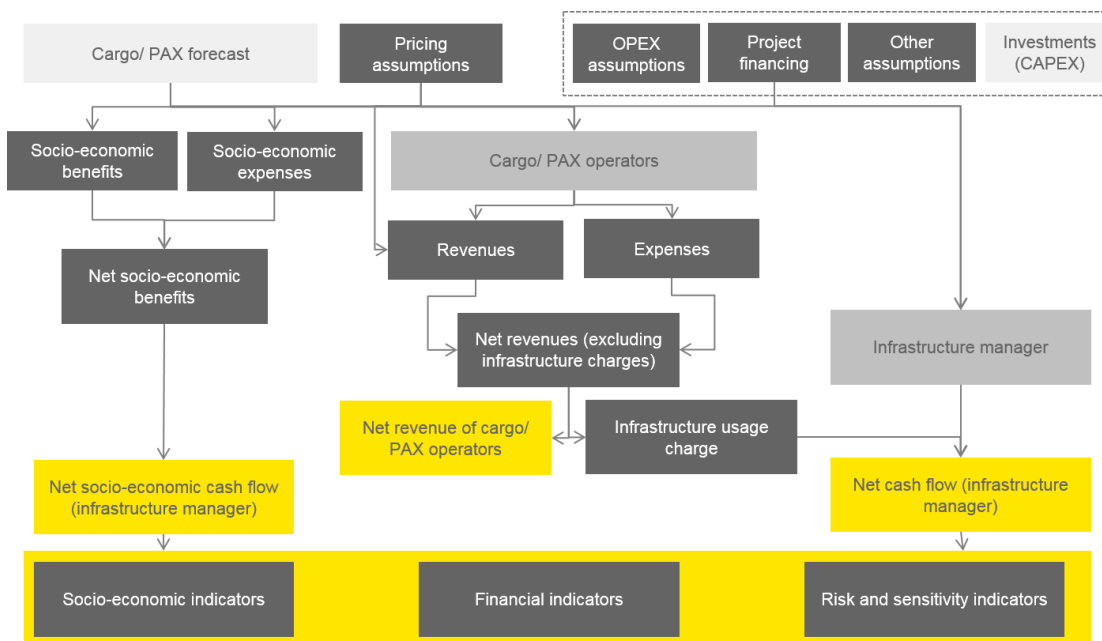 Cargo/ PAX forecast
Pricing
assumptions
OPEX
assumptions
Project
financing
Other
assumptions
Investments
(CAPEX)
Socio-economic
benefits
Socio-economic
expenses
Cargo/ PAX operators
Revenues
Expenses
Net socio-economic
benefits
Net revenues (excluding
infrastructure charges)
Infrastructure manager
Net revenue of cargo/
PAX operators
Infrastructure usage
charge
Net socio-economic cash flow
(infrastructure manager)
Net cash flow (infrastructure
manager)
Socio-economic indicators
Financial indicators
Risk and sensitivity indicators